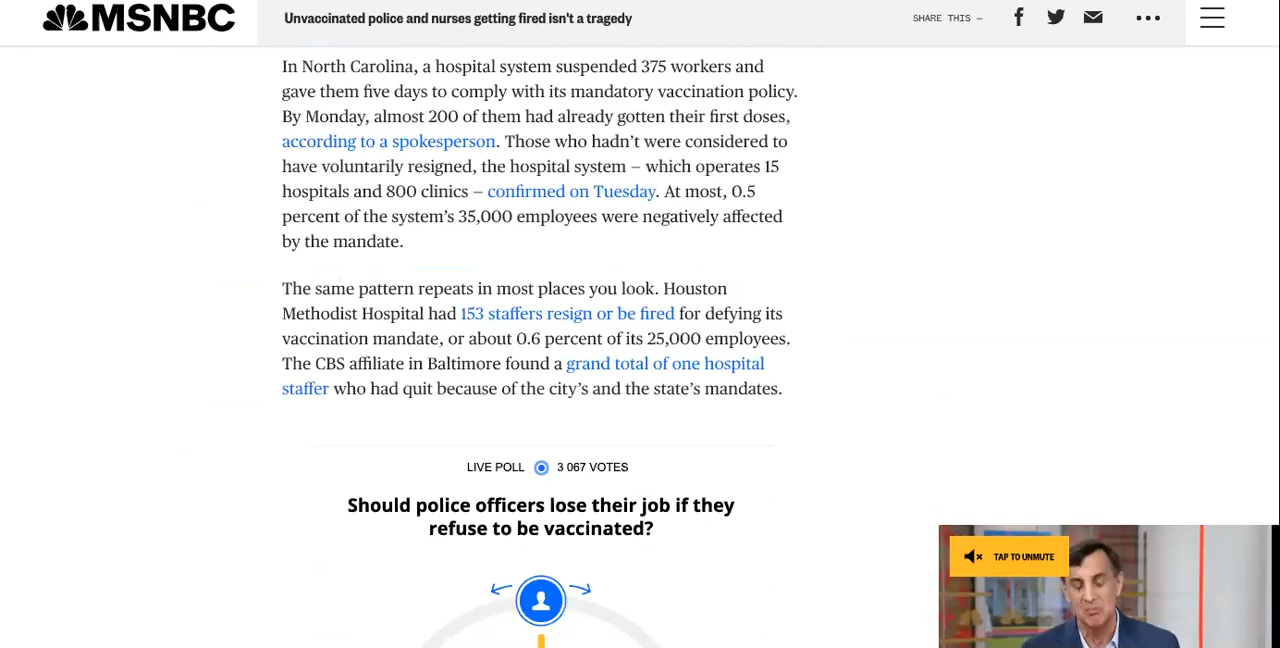 MSNBC
Unvaccinated police and nurses getting fired isn't a tragedy
SHARE THIS —
In North Carolina, a hospital system suspended 375 workers and
gave them five days to comply with its mandatory vaccination policy.
By Monday, almost 200 of them had already gotten their first doses,
according to a spokesperson. Those who hadn't were considered to
have voluntarily resigned, the hospital system — which operates 15
hospitals and 800 clinics — confirmed on Tuesday. At most, 0.5
percent of the system's 35,000 employees were negatively affected
by the mandate.
The same pattern repeats in most places you look. Houston
Methodist Hospital had 153 staffers resign or be fired for defying its
vaccination mandate, or about 0.6 percent of its 25,000 employees.
The CBS affiliate in Baltimore found a grand total of one hospital
staffer who had quit because of the city's and the state's mandates.
LIVE POLL 3 067 VOTES
Should police officers lose their job if they
refuse to be vaccinated?
TAP TO UNMUTE